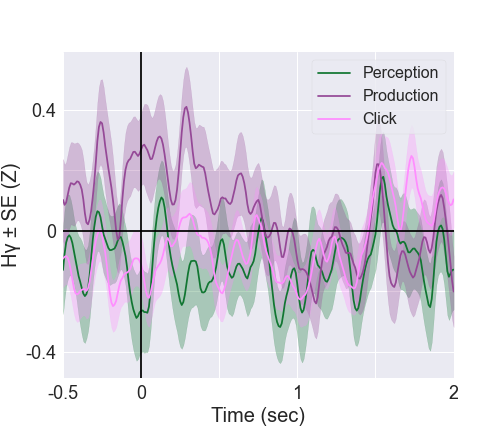 Perception
Production
Click
Hγ ± SE (Z)
0.4
0
-0.4
-0.5
0
1
2
Time (sec)